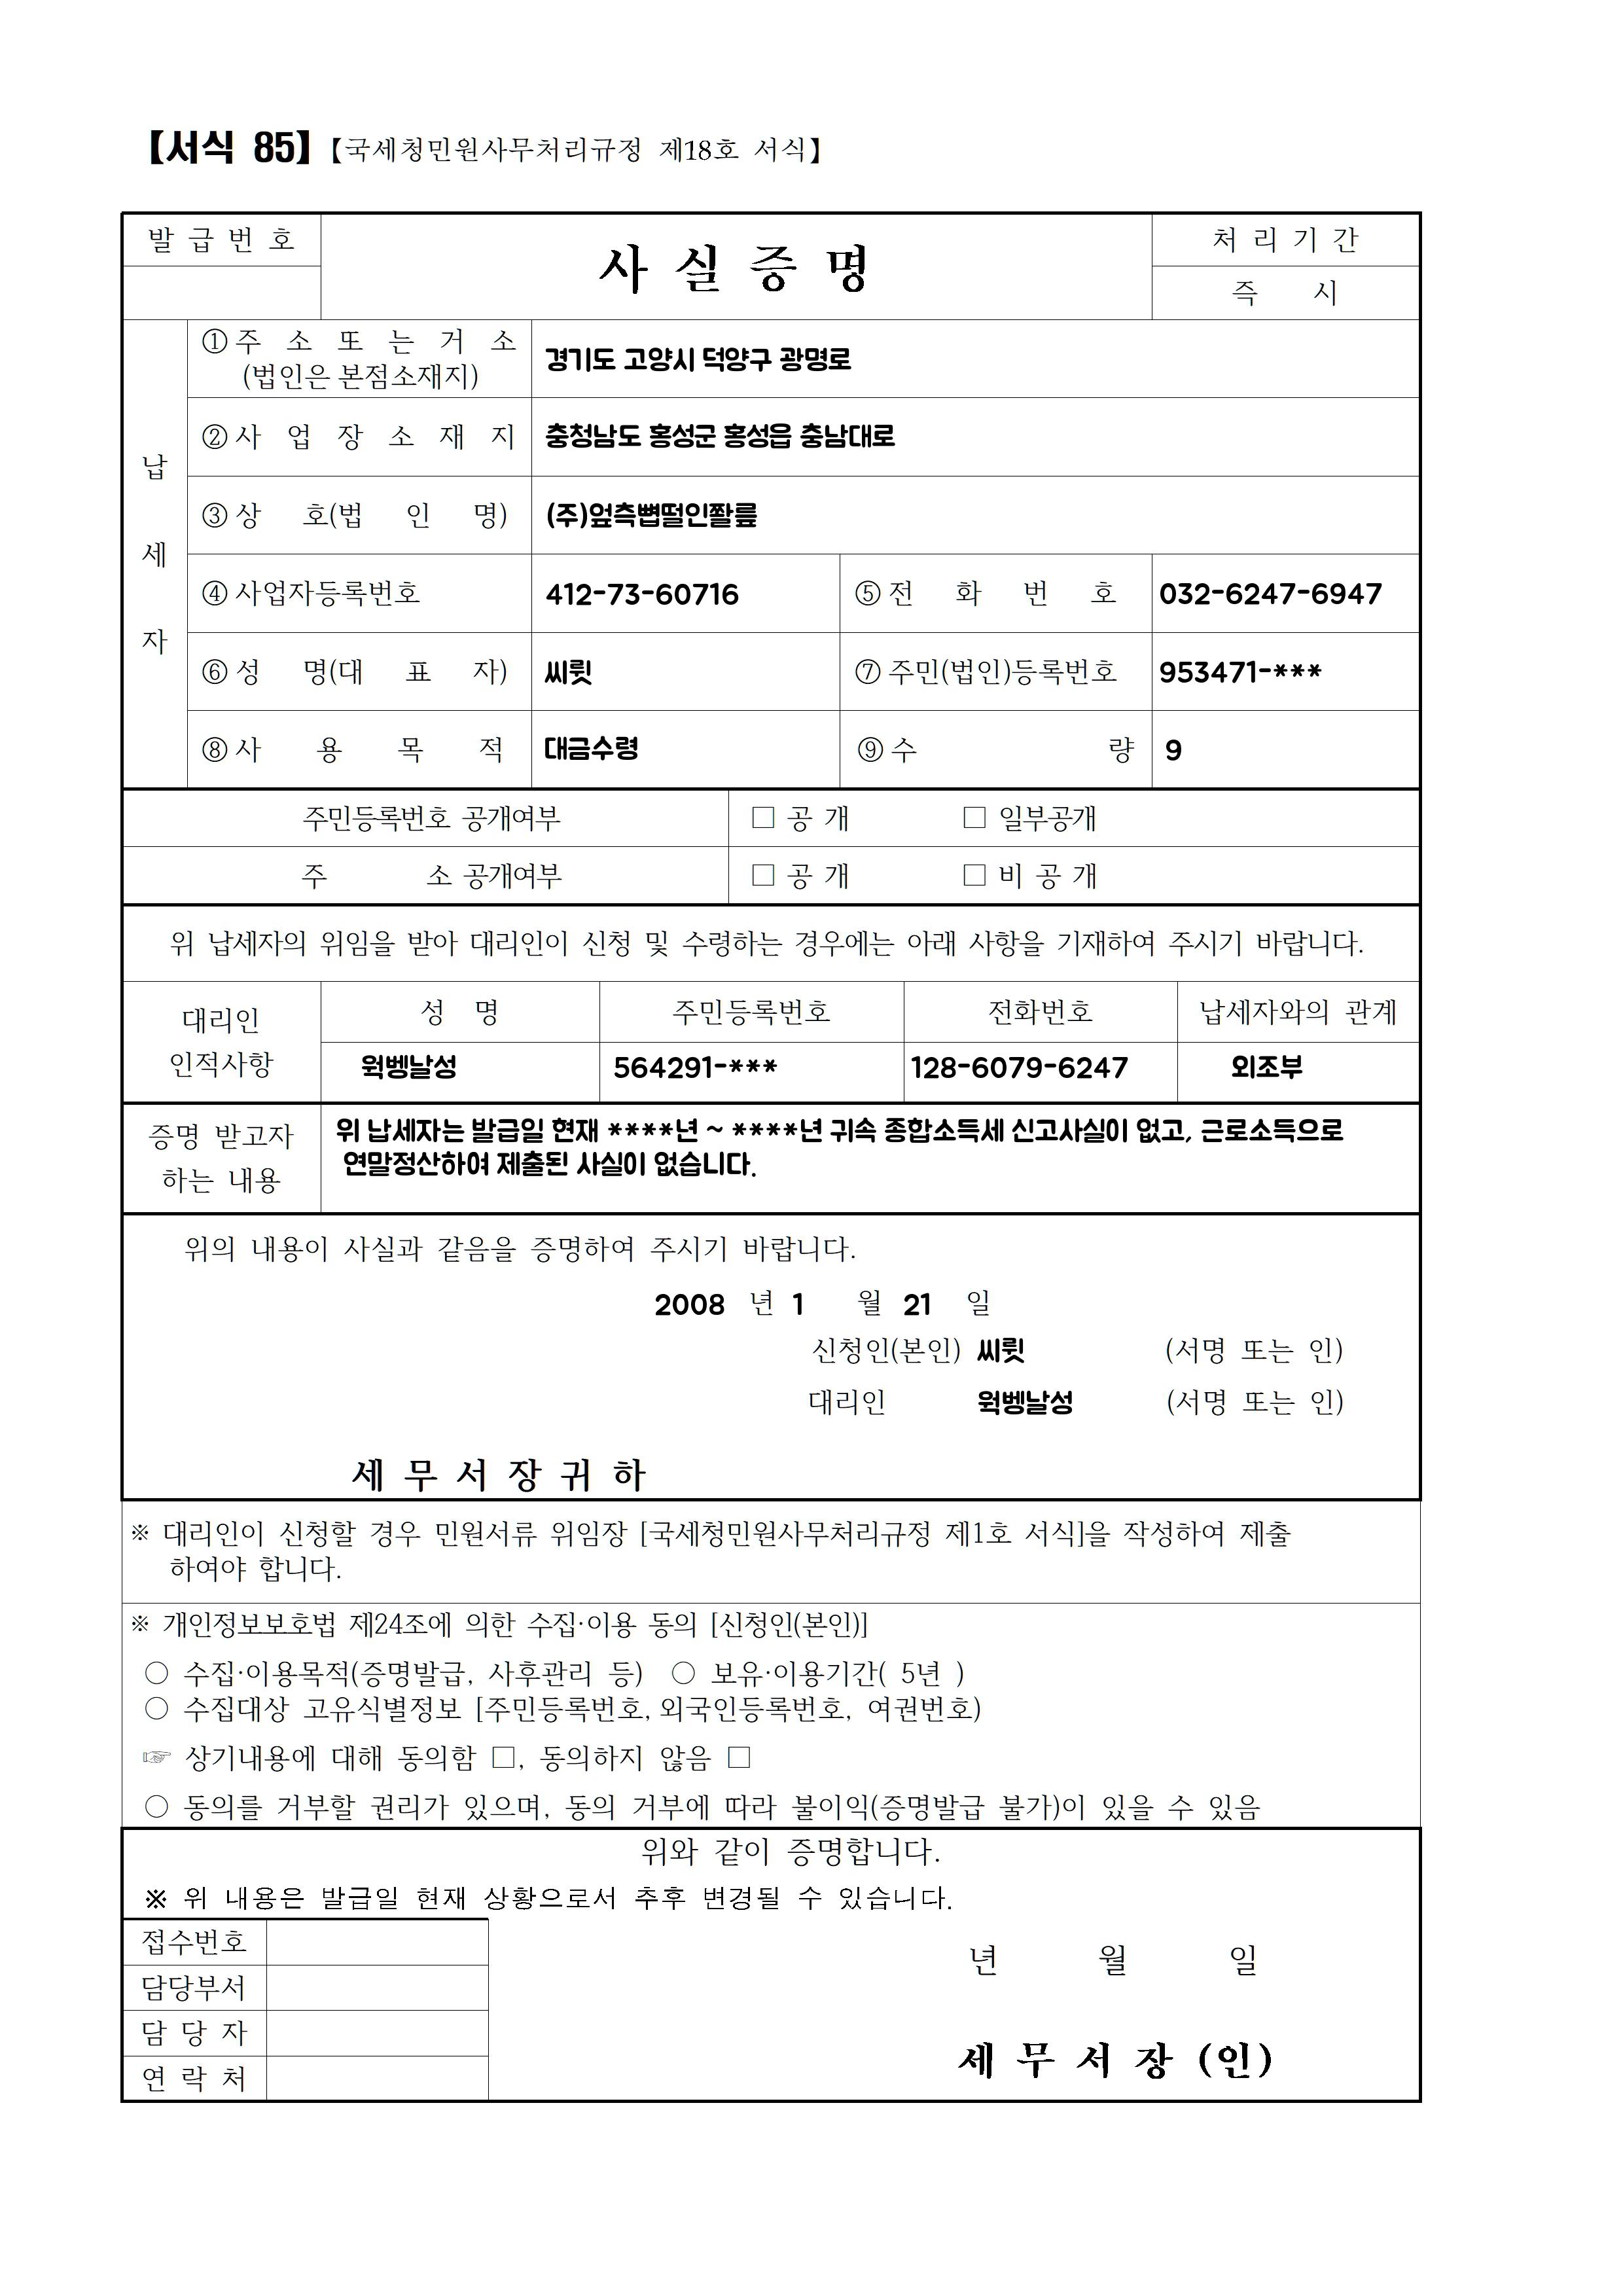 【서식 85】【국세청민원사무처리규정 제18호 서식】
발 급 번 호
사 실 증 명
처 리 기 간
즉 시
납 세 자
① 주 소 또 는 거 소
(법인은 본점소재지)
경기도 고양시 덕양구 광명로
② 사 업 장 소 재 지
충청남도 홍성군 홍성읍 충남대로
③ 상 호(법 인 명)
(주)엎측뼙떨인쫠릁
④ 사업자등록번호
412-73-60716
⑤ 전 화 번 호
032-6247-6947
⑥ 성 명(대 표 자)
씨륏
⑦ 주민(법인)등록번호
953471-***
⑧ 사 용 목 적
대금수령
⑨ 수 량
9
주민등록번호 공개여부
□ 공 개 □ 일부공개
주 소 공개여부
□ 공 개 □ 비 공 개
위 납세자의 위임을 받아 대리인이 신청 및 수령하는 경우에는 아래 사항을 기재하여 주시기 바랍니다.
대리인
인적사항
성 명
주민등록번호
전화번호
납세자와의 관계
웍벵날성
564291-***
128-6079-6247
외조부
증명 받고자
하는 내용
위 납세자는 발급일 현재 ****년 ~ ****년 귀속 종합소득세 신고사실이 없고, 근로소득으로
연말정산하여 제출된 사실이 없습니다.
위의 내용이 사실과 같음을 증명하여 주시기 바랍니다.
2008 년 1 월 21 일
신청인(본인) 씨륏 (서명 또는 인)
대리인 웍벵날성 (서명 또는 인)
세 무 서 장 귀 하
※ 대리인이 신청할 경우 민원서류 위임장 [국세청민원사무처리규정 제1호 서식]을 작성하여 제출
하여야 합니다.
※ 개인정보보호법 제24조에 의한 수집·이용 동의 [신청인(본인)]
○ 수집·이용목적(증명발급, 사후관리 등) ○ 보유·이용기간( 5년 )
○ 수집대상 고유식별정보 [주민등록번호, 외국인등록번호, 여권번호)
☞ 상기내용에 대해 동의함 □, 동의하지 않음 □
○ 동의를 거부할 권리가 있으며, 동의 거부에 따라 불이익(증명발급 불가)이 있을 수 있음
위와 같이 증명합니다.
※ 위 내용은 발급일 현재 상황으로서 추후 변경될 수 있습니다.
접수번호
담당부서
담 당 자
연 락 처
년 월 일
세 무 서 장 (인)